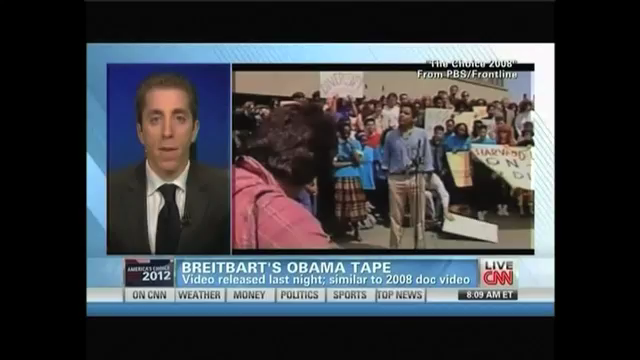 "The Choice 2008"
From PBS/Frontline
AMERICA'S CHOICE
2012
BREITBART'S OBAMA TAPE
Video released last night; similar to 2008 doc video
LIVE
CNN
ON CNN WEATHER MONEY POLITICS SPORTS TOP NEWS
8:09 AM ET